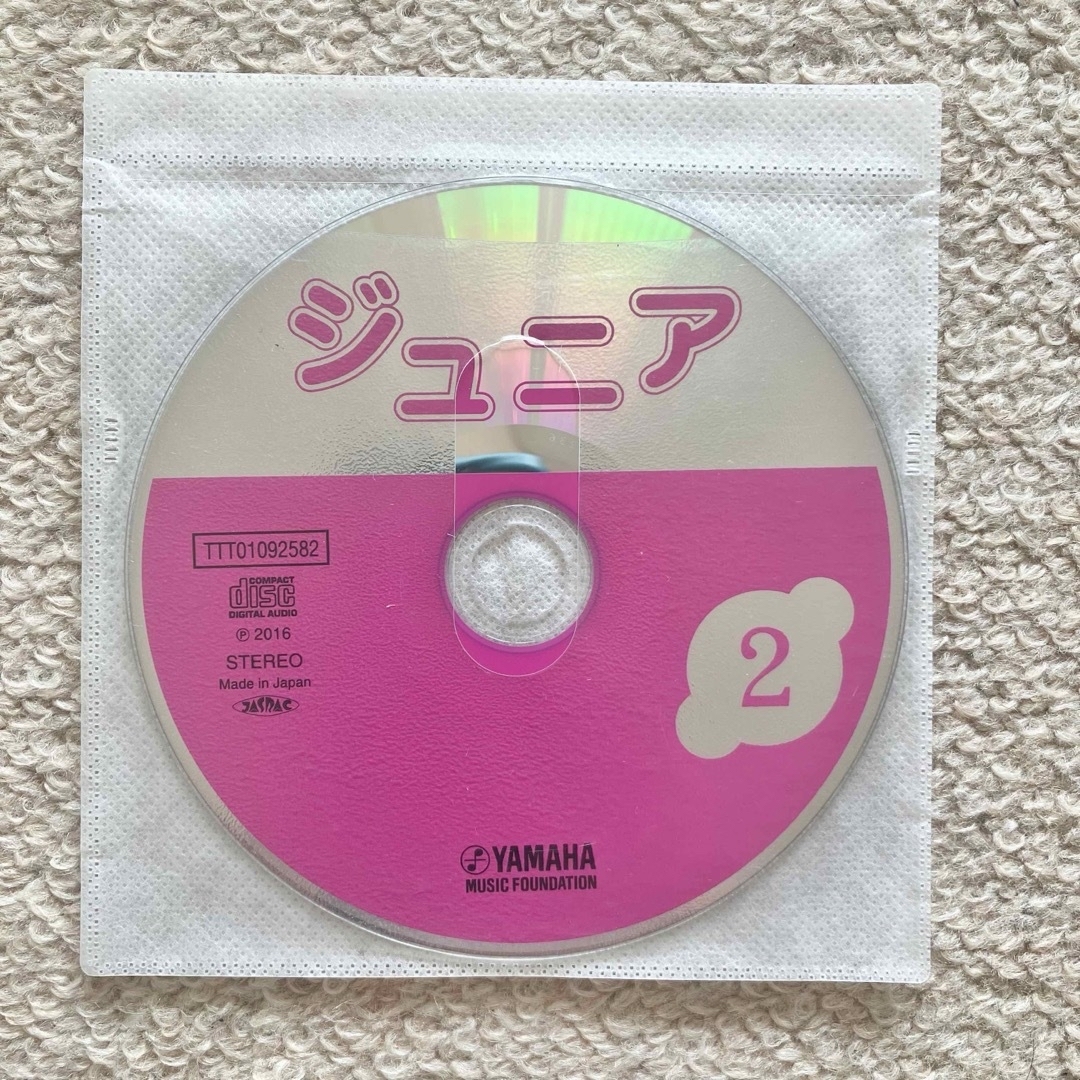 ジュニア
TTT01092582
COMPACT
disc
DIGITAL AUDIO
℗ 2016
STEREO
Made in Japan
JASRAC
2
YAMAHA
MUSIC FOUNDATION